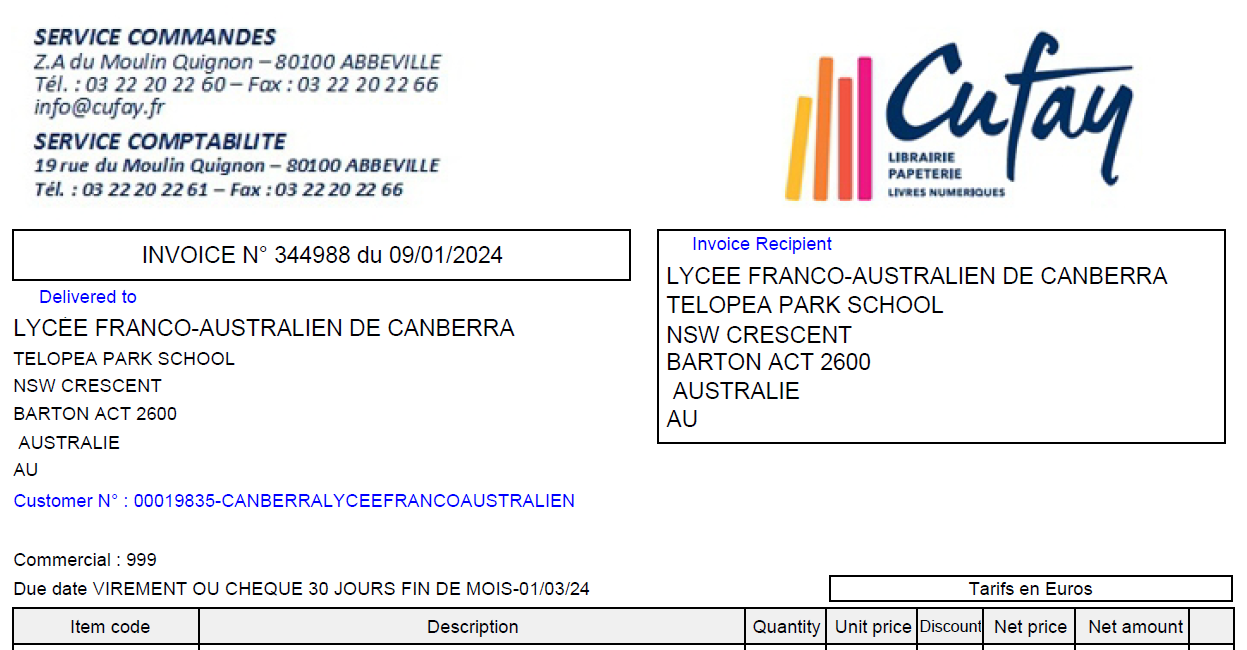 SERVICE COMMANDES
Z.A du Moulin Quignon – 80100 ABBEVILLE
Tél. : 03 22 20 22 60 – Fax : 03 22 20 22 66
info@cufay.fr
SERVICE COMPTABILITE
19 rue du Moulin Quignon – 80100 ABBEVILLE
Tél. : 03 22 20 22 61 – Fax : 03 22 20 22 66
Cufay
LIBRAIRIE
PAPETERIE
LIVRES NUMERIQUES
INVOICE N° 344988 du 09/01/2024
Delivered to
LYCÉE FRANCO-AUSTRALIEN DE CANBERRA
TELOPEA PARK SCHOOL
NSW CRESCENT
BARTON ACT 2600
AUSTRALIE
AU
Customer N° : 00019835-CANBERRALYCEEFRANCOAUSTRALIEN
Invoice Recipient
LYCEE FRANCO-AUSTRALIEN DE CANBERRA
TELOPEA PARK SCHOOL
NSW CRESCENT
BARTON ACT 2600
AUSTRALIE
AU
Commercial : 999
Due date VIREMENT OU CHEQUE 30 JOURS FIN DE MOIS-01/03/24
Tarifs en Euros
Item code Description Quantity Unit price Discount Net price Net amount